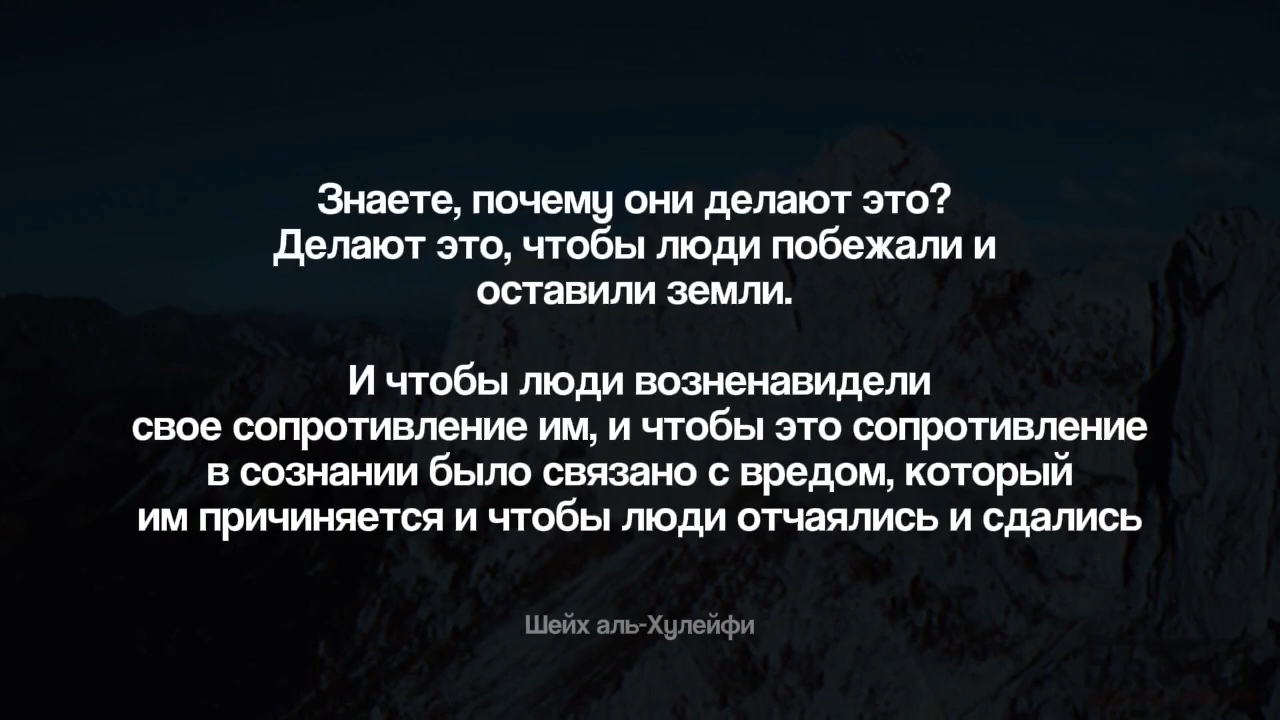 Знаете, почему они делают это?
Делают это, чтобы люди побежали и
оставили земли.
И чтобы люди возненавидели
свое сопротивление им, и чтобы это сопротивление
в сознании было связано с вредом, который
им причиняется и чтобы люди отчаялись и сдались
Шейх аль-Хулейфи